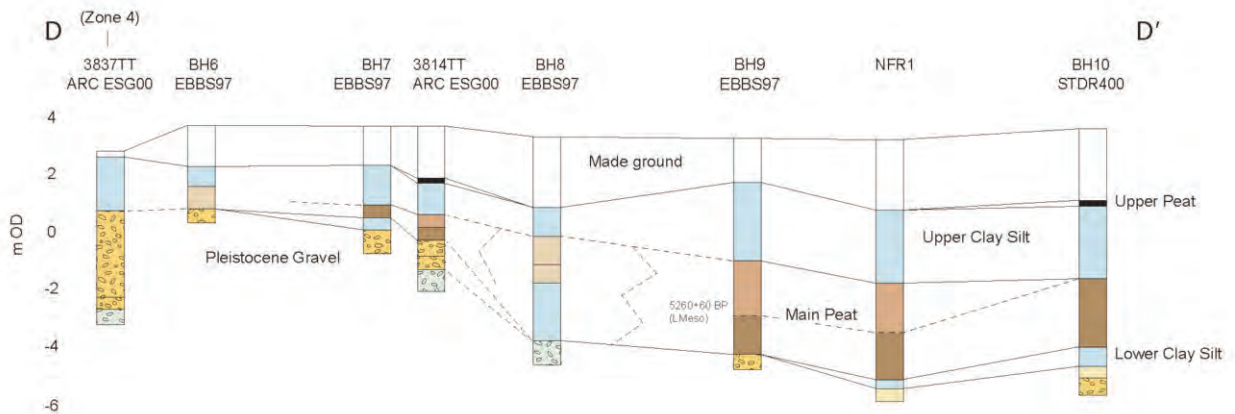 D
(Zone 4)
D'
3837TT
ARC ESG00
BH6
EBBS97
BH7
EBBS97
3814TT
ARC ESG00
BH8
EBBS97
BH9
EBBS97
NFR1
BH10
STDR400
4
2
0
-2
-4
-6
m OD
Made ground
Upper Peat
Upper Clay Silt
Pleistocene Gravel
5260+60 BP
(LMeso)
Main Peat
Lower Clay Silt